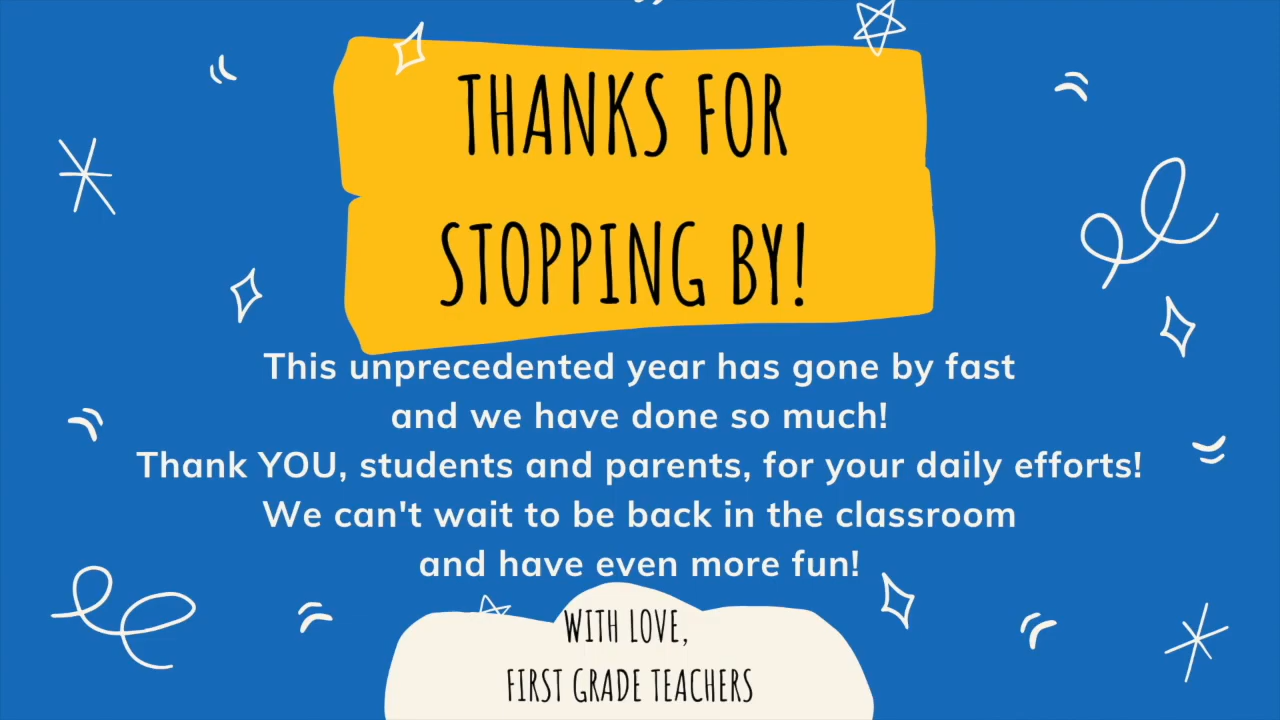 THANKS FOR
STOPPING BY!
This unprecedented year has gone by fast
and we have done so much!
Thank YOU, students and parents, for your daily efforts!
We can't wait to be back in the classroom
and have even more fun!
WITH LOVE,
FIRST GRADE TEACHERS